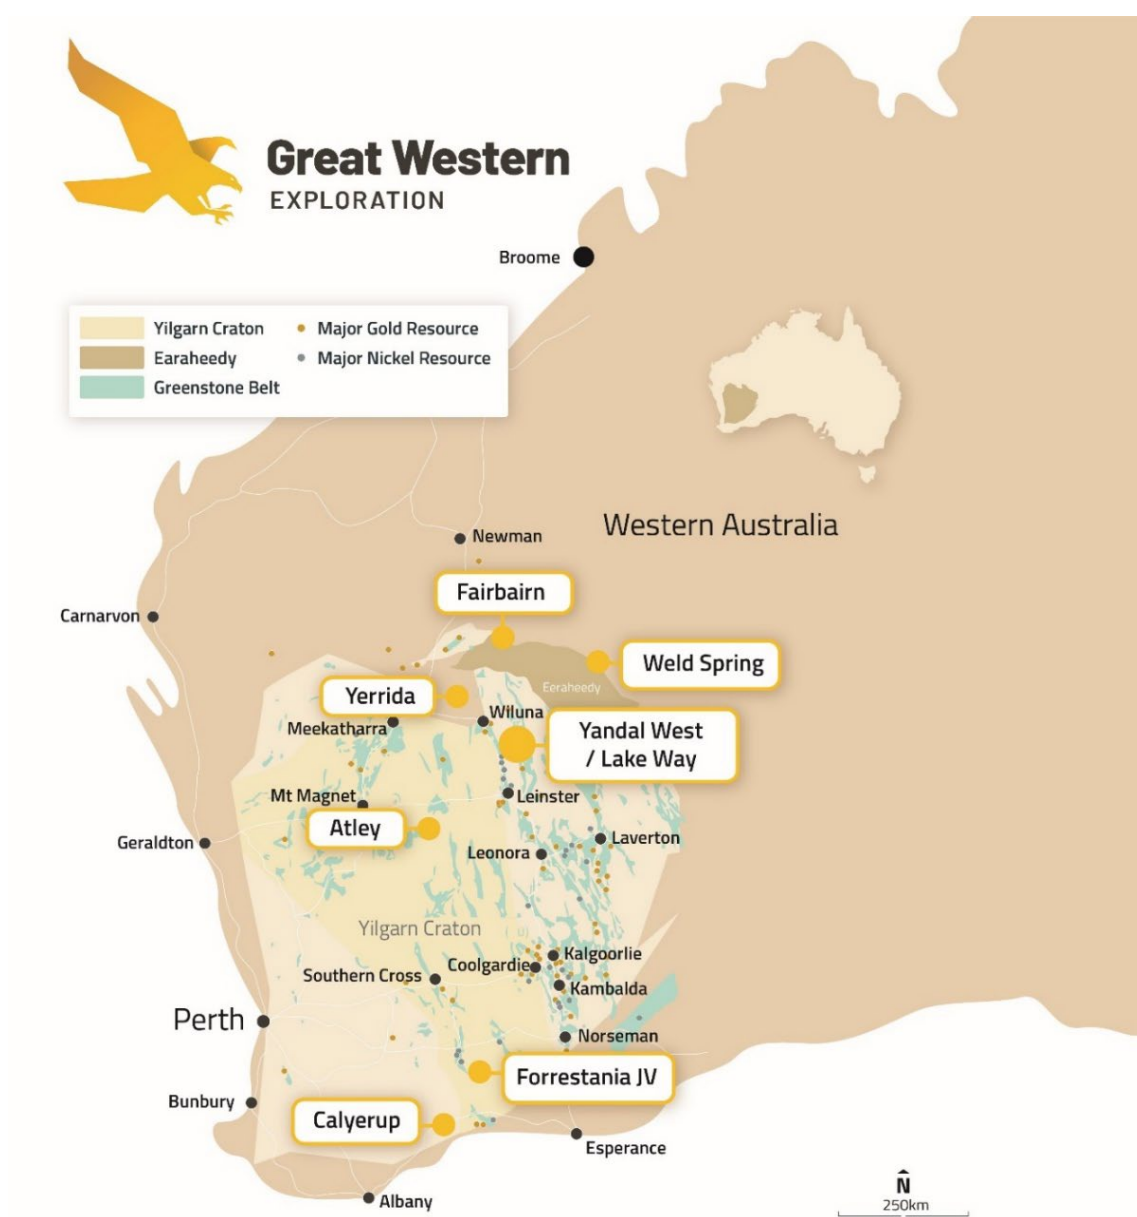 Great Western
EXPLORATION
Broome
Yilgarn Craton
Major Gold Resource
Earaheedy
Major Nickel Resource
Greenstone Belt
Western Australia
Newman
Fairbairn
Carnarvon
Weld Spring
Eeraheedy
Yerrida
Wiluna
Meekatharra
Yandal West
/ Lake Way
Mt Magnet
Leinster
Atley
Geraldton
Laverton
Leonora
Yilgarn Craton
Kalgoorlie
Coolgardie
Southern Cross
Kambalda
Perth
Norseman
Forrestania JV
Bunbury
Calyerup
Esperance
Albany
N
250km